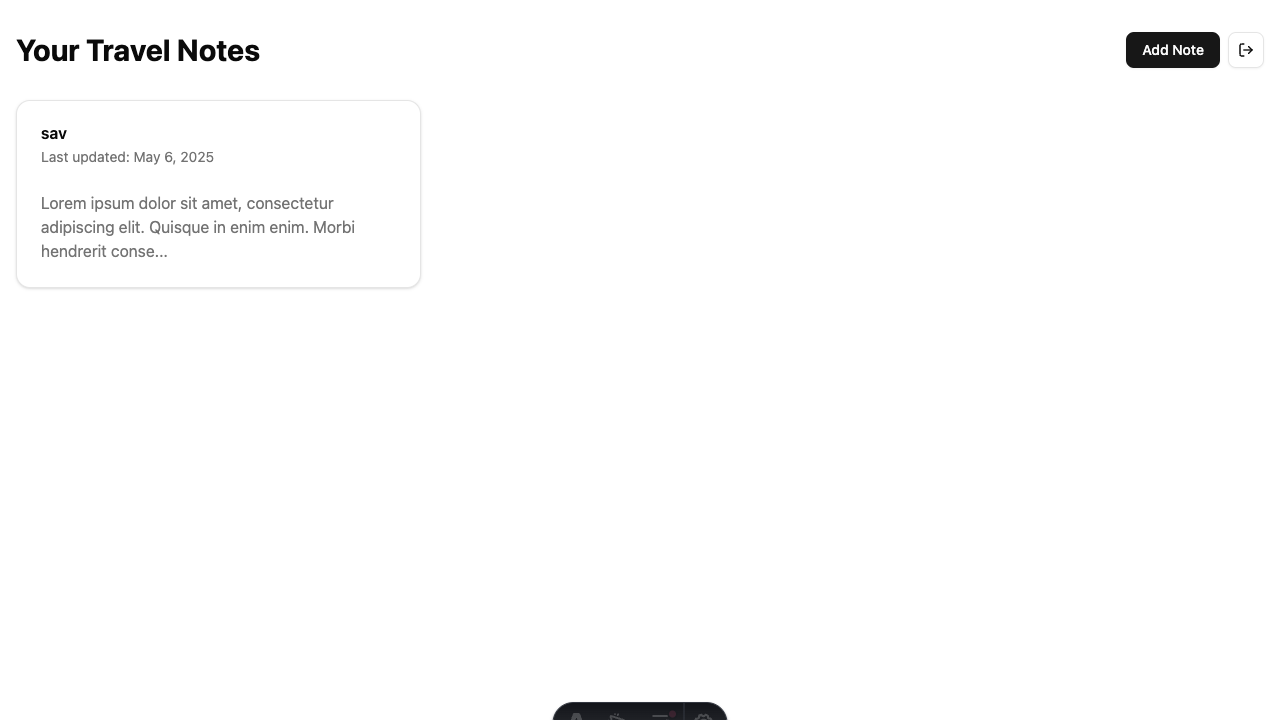 Your Travel Notes
Add Note
sav
Last updated: May 6, 2025
Lorem ipsum dolor sit amet, consectetur
adipiscing elit. Quisque in enim enim. Morbi
hendrerit conse...